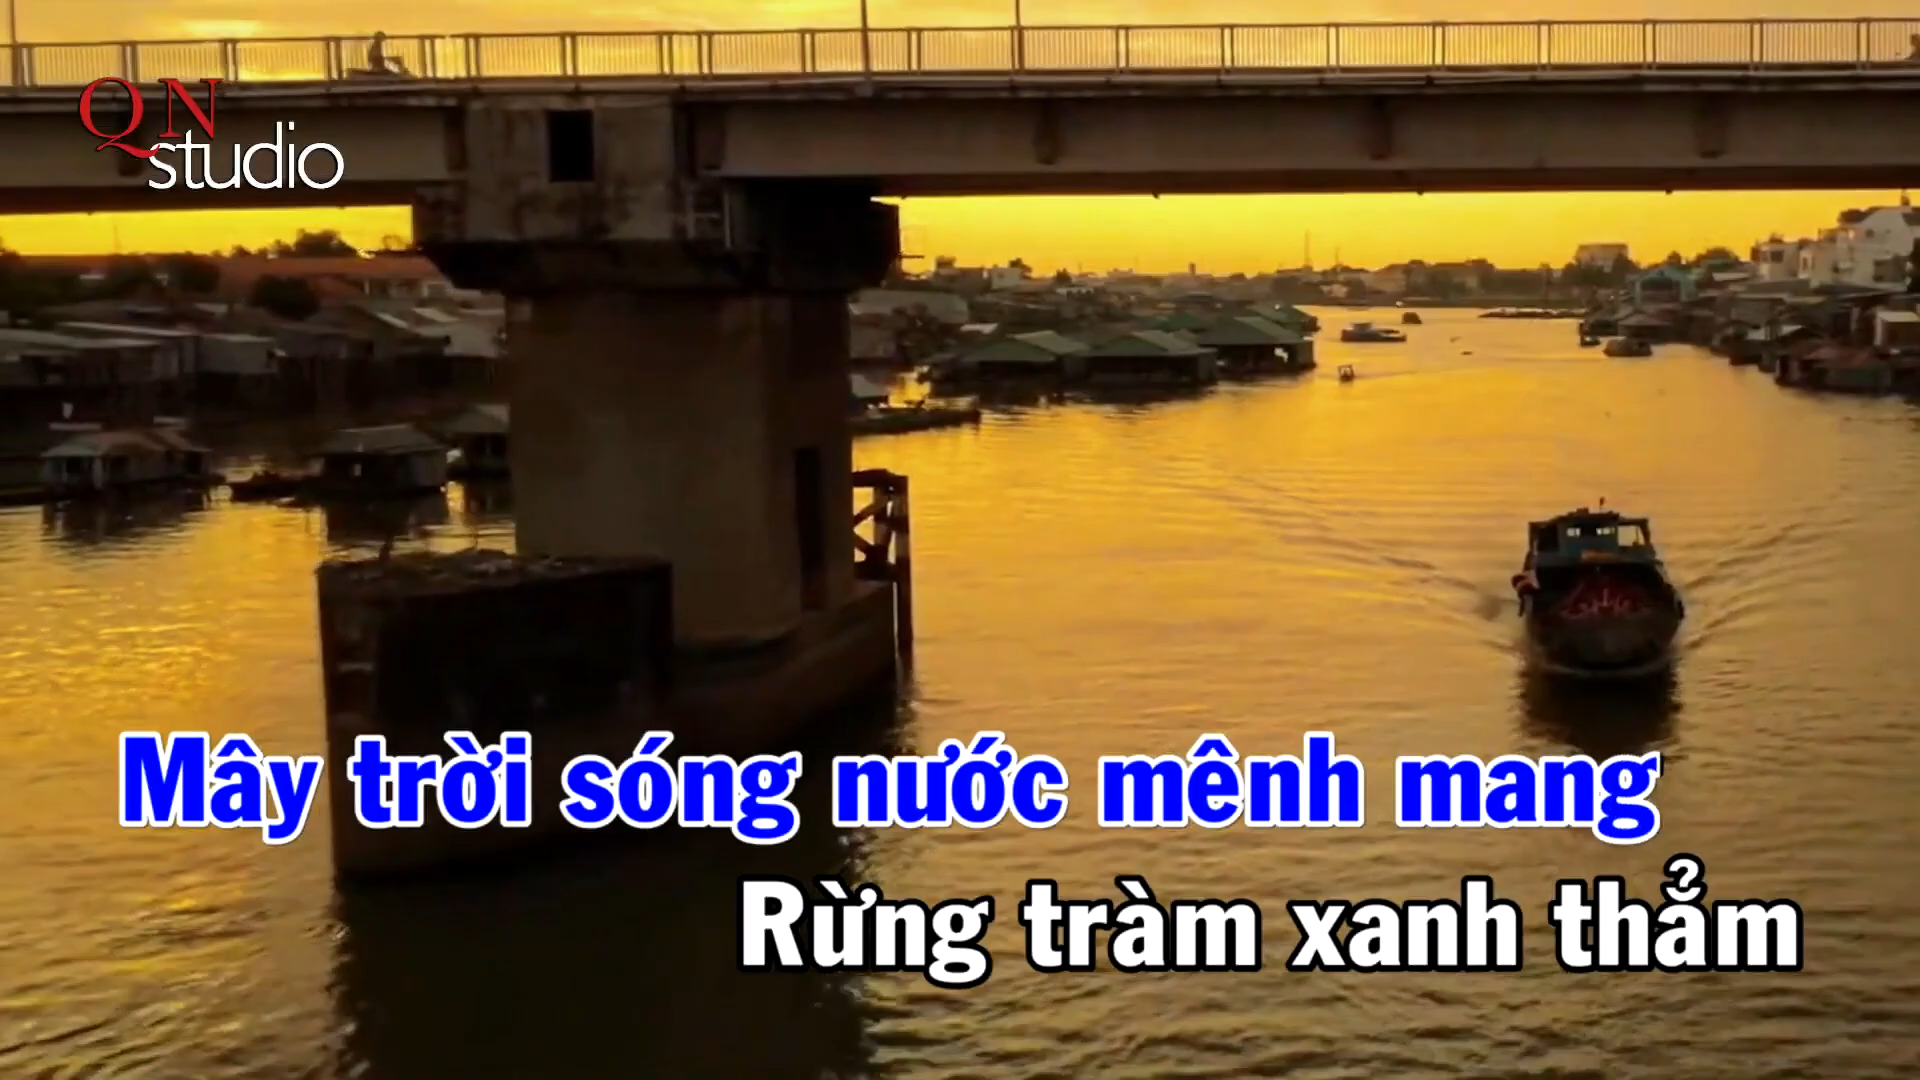 QN
studio
Mây trời sóng nước mênh mang
Rừng tràm xanh thẳm